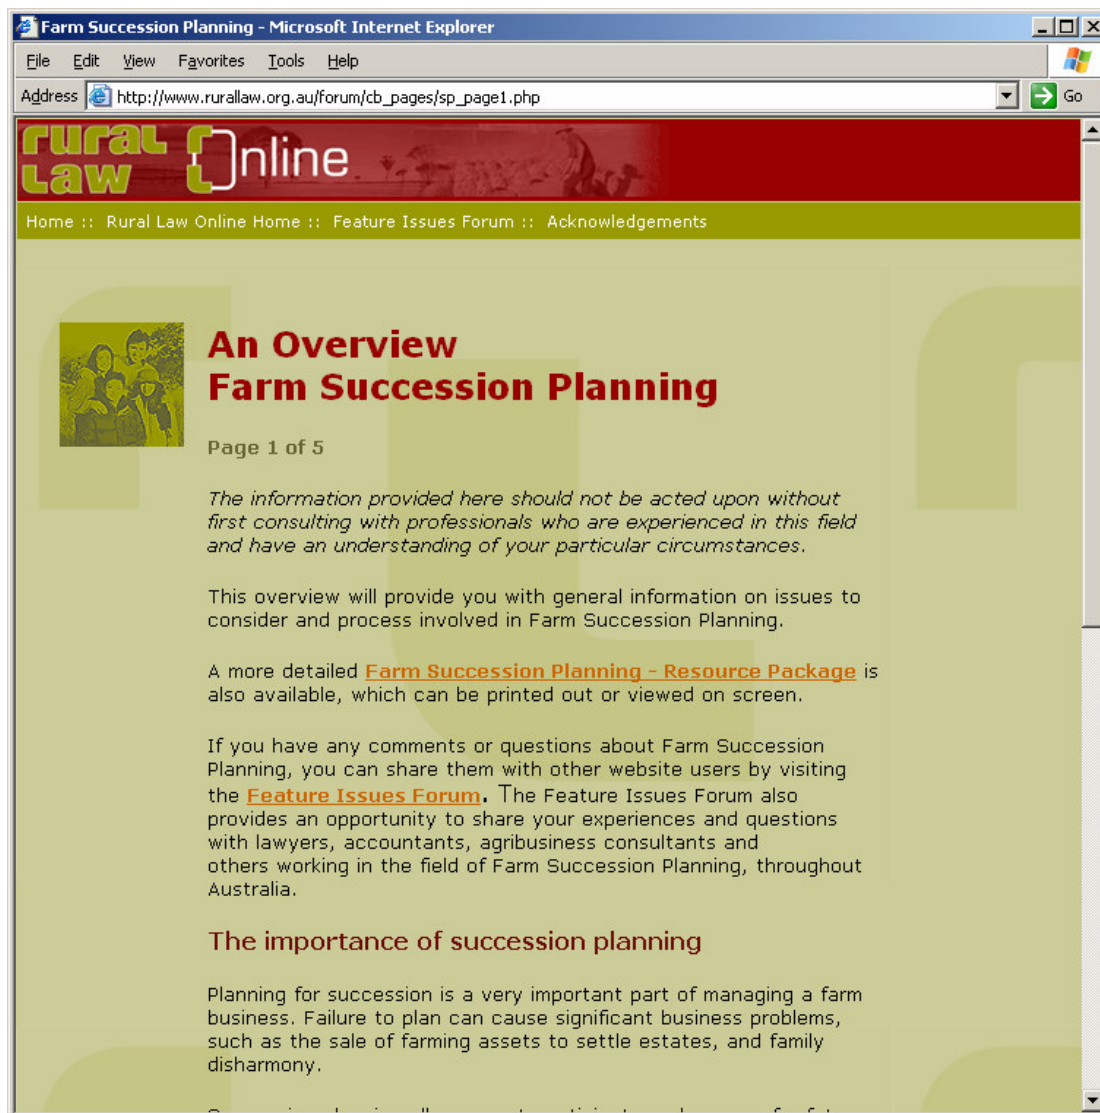 Farm Succession Planning - Microsoft Internet Explorer
File Edit View Favorites Tools Help
Address http://www.rurallaw.org.au/forum/cb_pages/sp_page1.php Go
rural
Law Online
Home :: Rural Law Online Home :: Feature Issues Forum :: Acknowledgements
An Overview
Farm Succession Planning
Page 1 of 5
The information provided here should not be acted upon without
first consulting with professionals who are experienced in this field
and have an understanding of your particular circumstances.
This overview will provide you with general information on issues to
consider and process involved in Farm Succession Planning.
A more detailed Farm Succession Planning - Resource Package is
also available, which can be printed out or viewed on screen.
If you have any comments or questions about Farm Succession
Planning, you can share them with other website users by visiting
the Feature Issues Forum. The Feature Issues Forum also
provides an opportunity to share your experiences and questions
with lawyers, accountants, agribusiness consultants and
others working in the field of Farm Succession Planning, throughout
Australia.
The importance of succession planning
Planning for succession is a very important part of managing a farm
business. Failure to plan can cause significant business problems,
such as the sale of farming assets to settle estates, and family
disharmony.